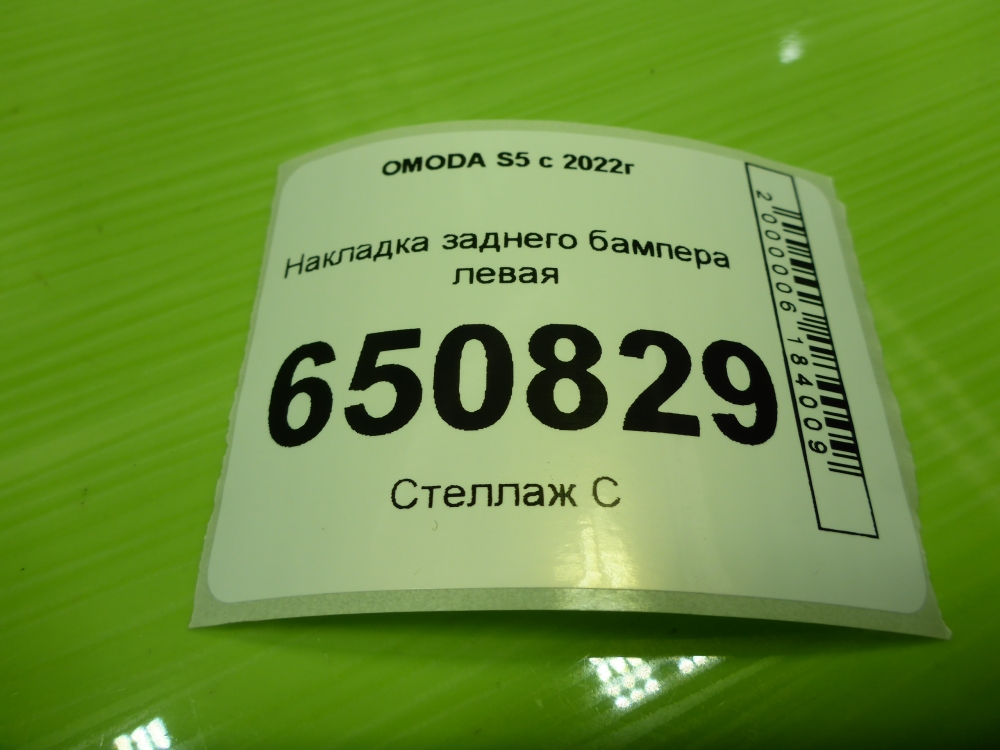 OMODA S5 с 2022г
Накладка заднего бампера
левая
650829
Стеллаж С
2000006184009